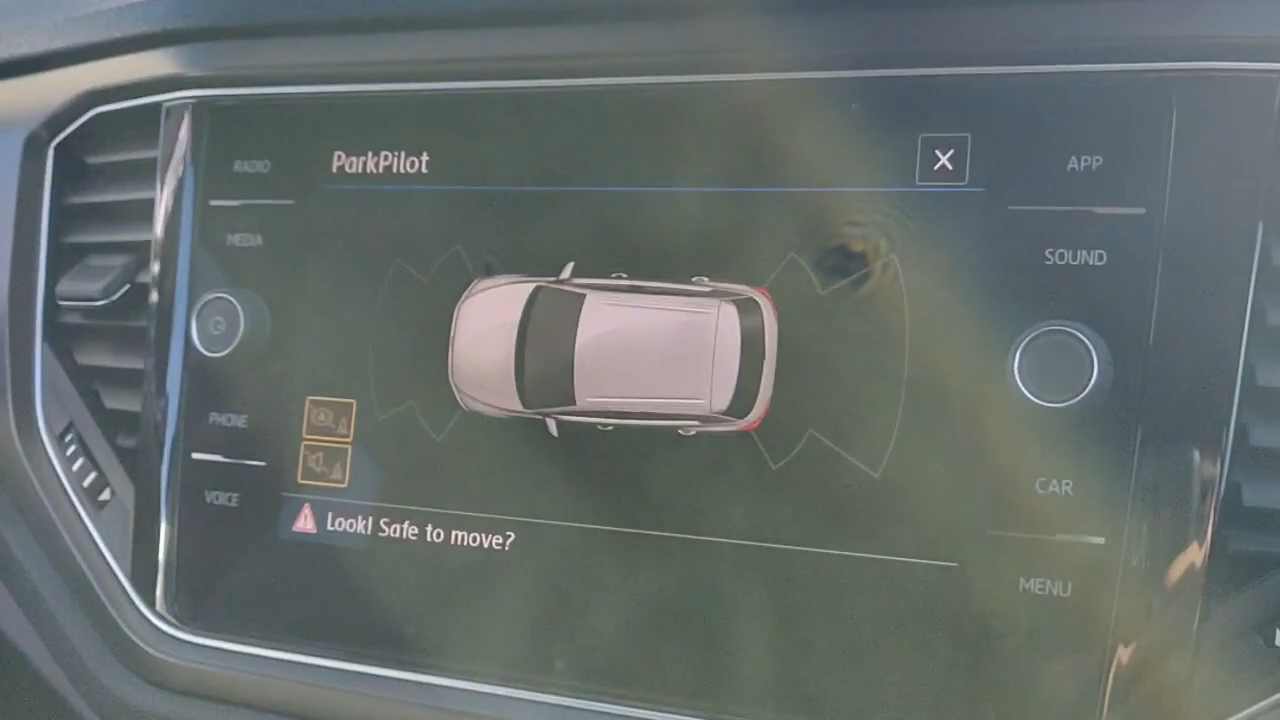 RADIO
ParkPilot
APP
MEDIA
SOUND
PHONE
CAR
VOICE
Look! Safe to move?
MENU